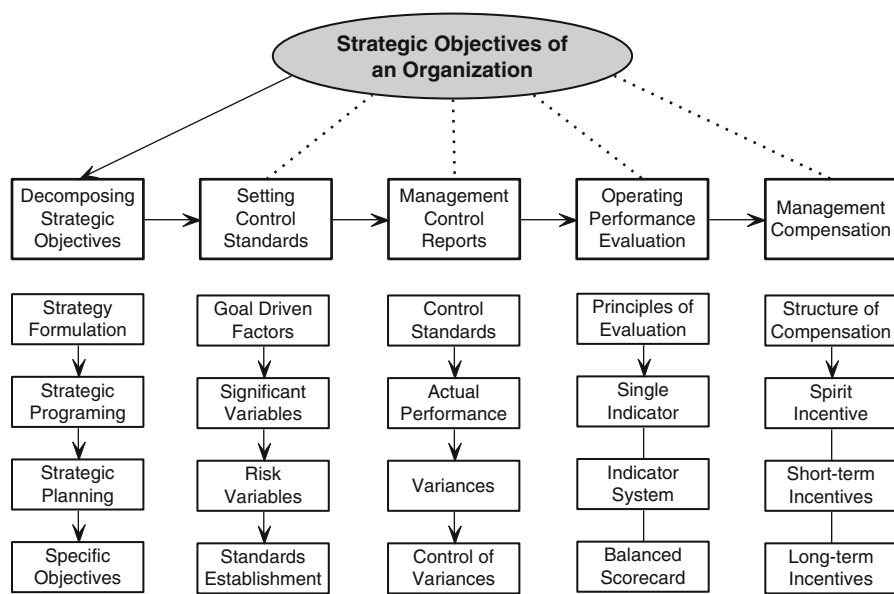 Strategic Objectives of
an Organization
Decomposing
Strategic
Objectives
Setting
Control
Standards
Management
Control
Reports
Operating
Performance
Evaluation
Management
Compensation
Strategy
Formulation
Strategic
Programing
Strategic
Planning
Specific
Objectives
Goal Driven
Factors
Significant
Variables
Risk
Variables
Standards
Establishment
Control
Standards
Actual
Performance
Variances
Control of
Variances
Principles of
Evaluation
Single
Indicator
Indicator
System
Balanced
Scorecard
Structure of
Compensation
Spirit
Incentive
Short-term
Incentives
Long-term
Incentives